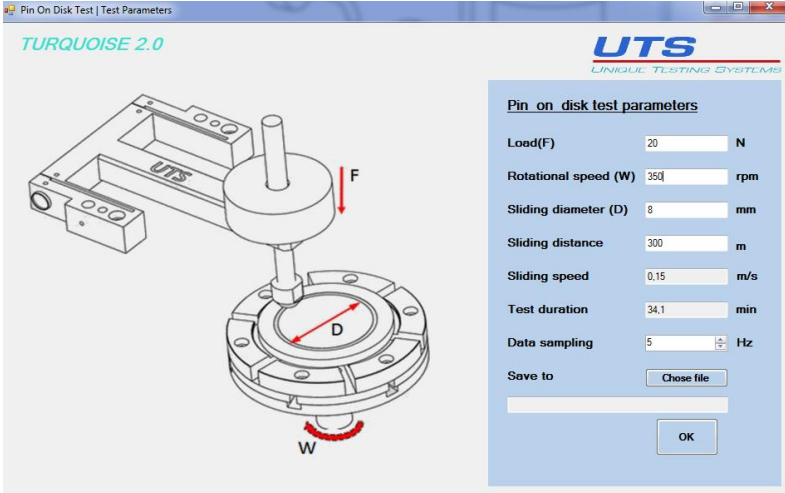 Pin On Disk Test | Test Parameters
TURQUOISE 2.0
UTS
UNIQUE TESTING SYSTEMS
UTS
F
D
W
Pin on disk test parameters
Load(F) 20 N
Rotational speed (W) 350 rpm
Sliding diameter (D) 8 mm
Sliding distance 300 m
Sliding speed 0,15 m/s
Test duration 34,1 min
Data sampling 5 Hz
Save to Chose file
OK